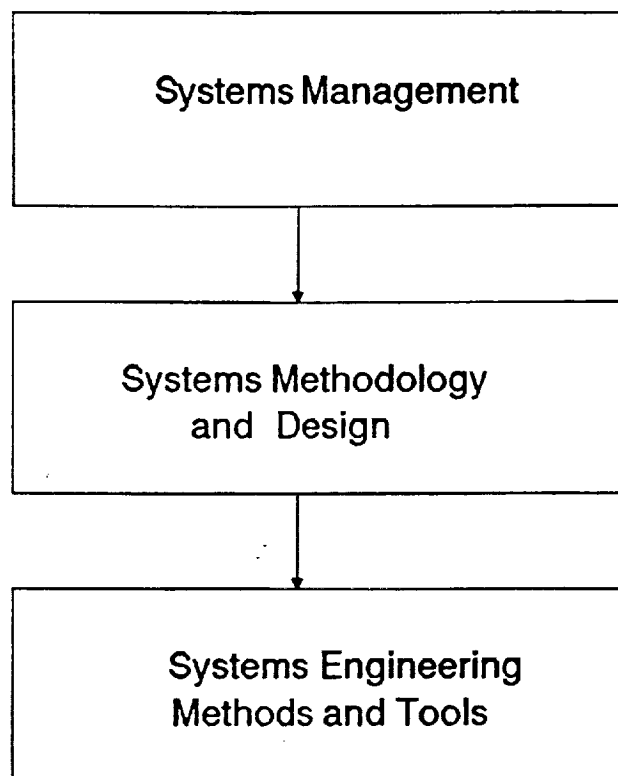 Systems Management
Systems Methodology
and Design
Systems Engineering
Methods and Tools